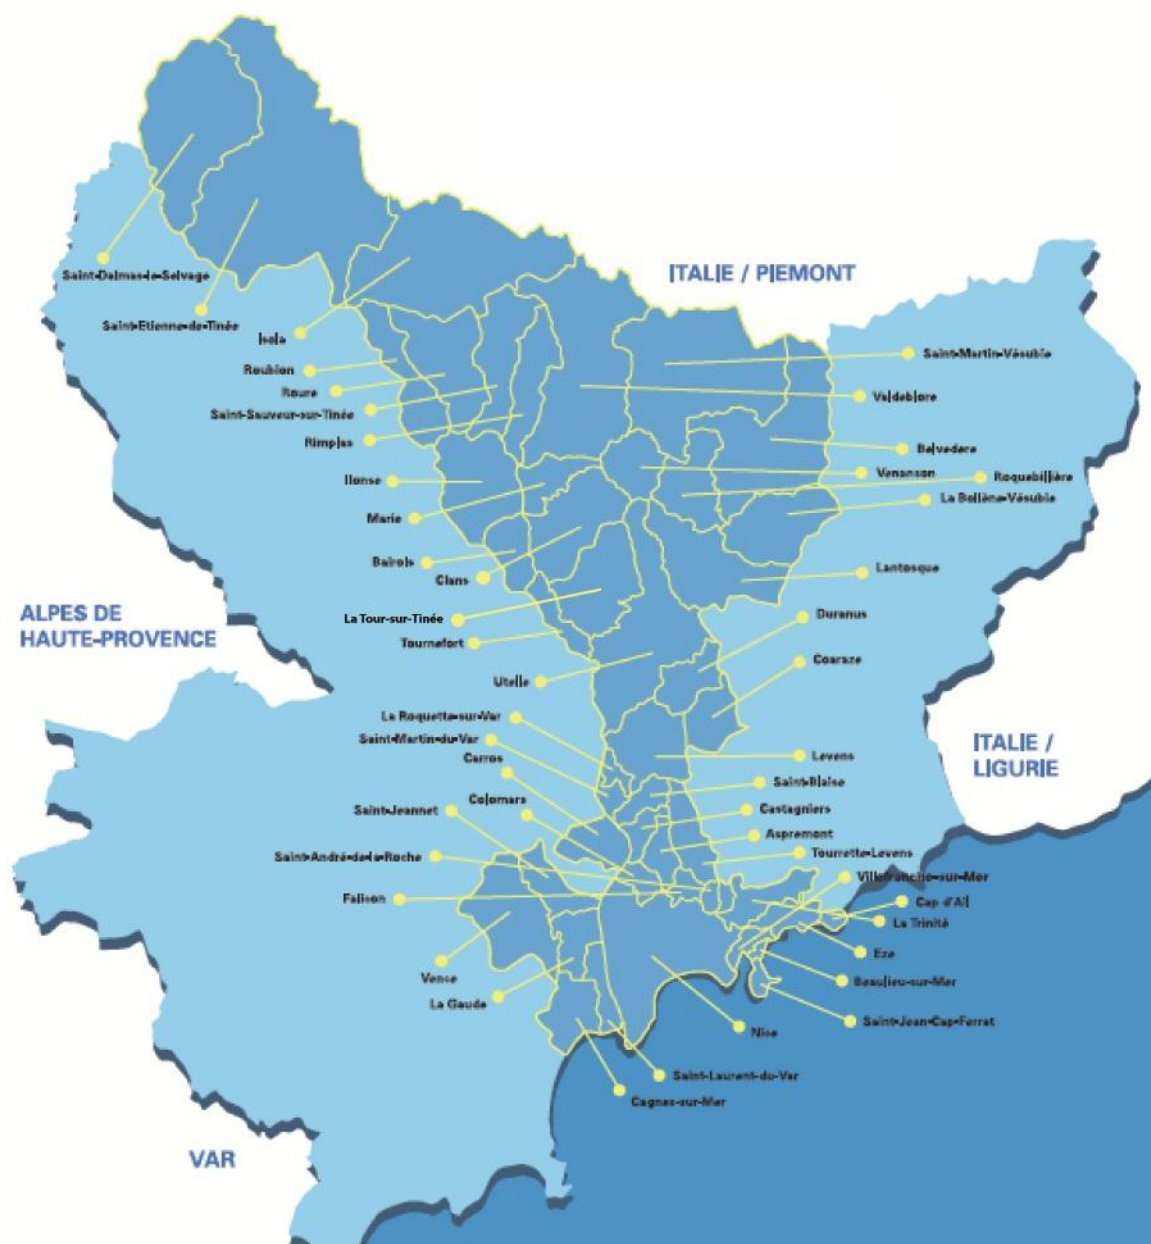 ITALIE / PIEMONT
Saint-Dalmas-le-Selvage
Saint-Etienne-de-Tinée
Isola
Saint-Martin-Vésubie
Roubion
Roure
Valdeblore
Saint-Sauveur-sur-Tinée
Rimplas
Belvedere
Venanson
Roquebillière
Ilonse
La Bollène-Vésubie
Marie
Bairols
Clans
Lantosque
ALPES DE
HAUTE-PROVENCE
La Tour-sur-Tinée
Duranus
Tournefort
Coaraze
Utelle
La Roquette-sur-Var
Saint-Martin-du-Var
Carros
ITALIE /
LIGURIE
Levens
Saint-Blaise
Colomars
Saint-Jeannet
Castagniers
Aspremont
Saint-André-de-la-Roche
Tourrette-Levens
Villefranche-sur-Mer
Falicon
Cap d'Ail
La Trinité
Eze
Vence
Beaulieu-sur-Mer
La Gaude
Saint-Jean-Cap-Ferrat
Nice
Saint-Laurent-du-Var
Cagnes-sur-Mer
VAR